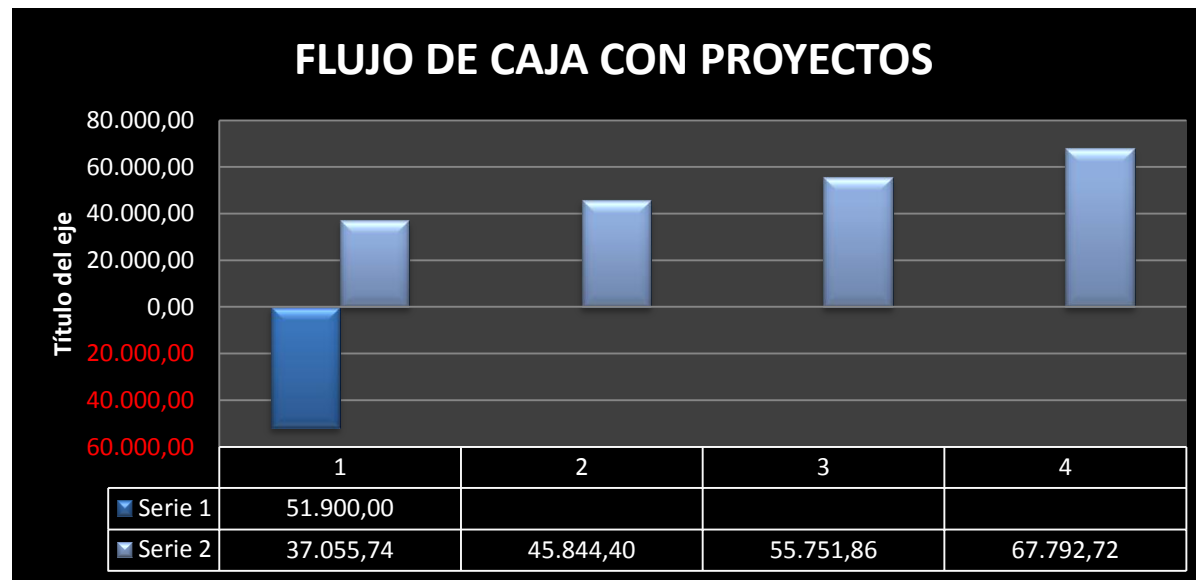 FLUJO DE CAJA CON PROYECTOS
Título del eje
80.000,00
60.000,00
40.000,00
20.000,00
0,00
20.000,00
40.000,00
60.000,00
1 2 3 4
Serie 1 51.900,00
Serie 2 37.055,74 45.844,40 55.751,86 67.792,72